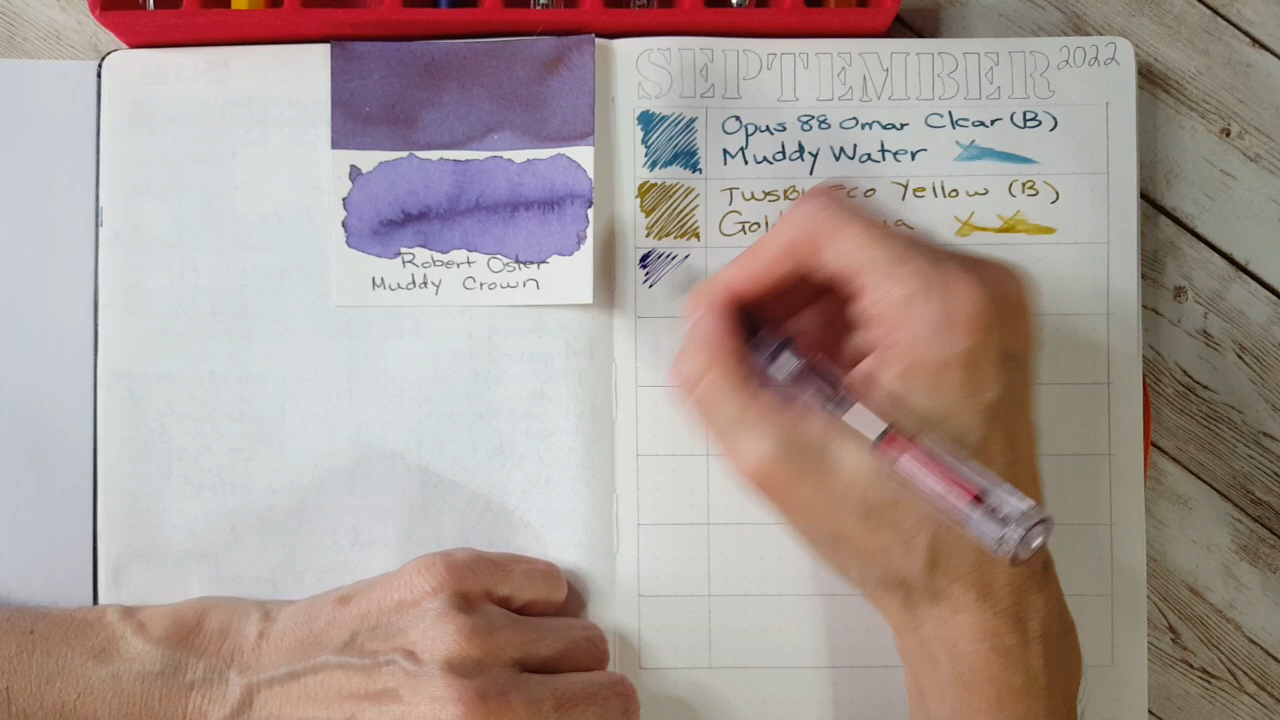 Robert Oster
Muddy Crown
SEPTEMBER 2022
Opus 88 Omar Clear (B)
Muddy Water
Yellow (B)